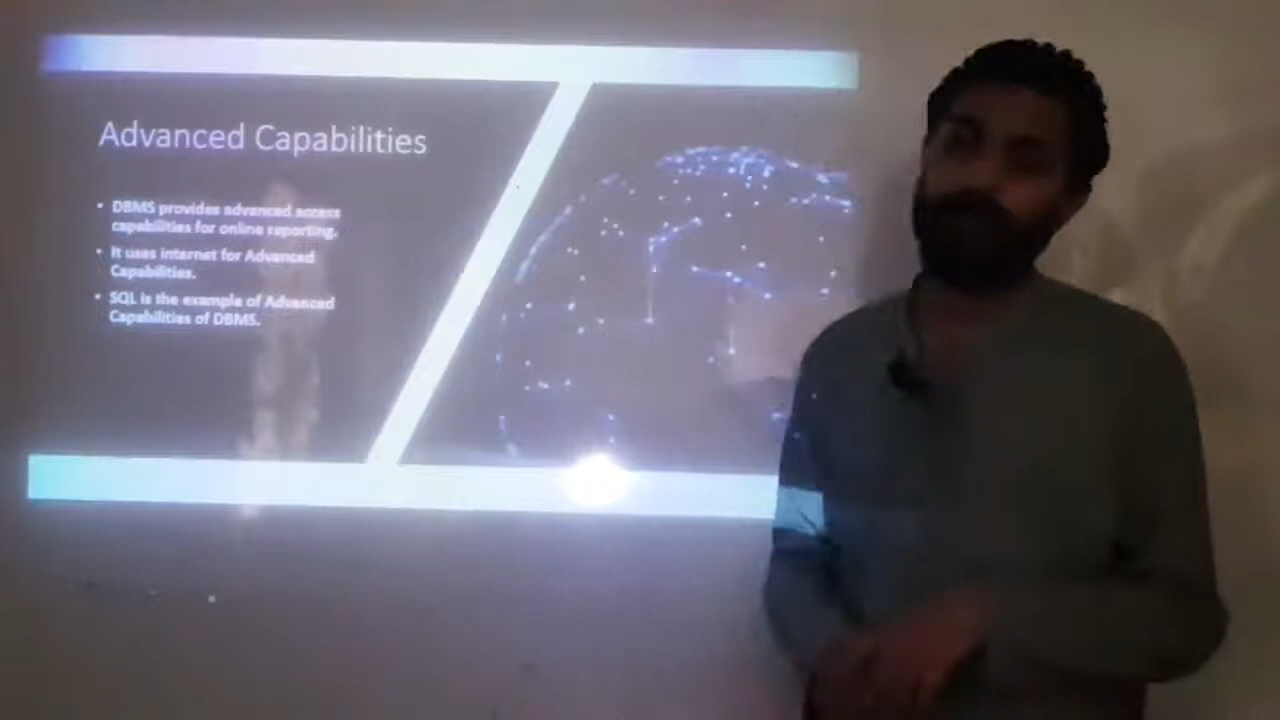 Advanced Capabilities
• DBMS provides advanced access
capabilities for online reporting.
• It uses internet for Advanced
Capabilities.
• SQL is the example of Advanced
Capabilities of DBMS.